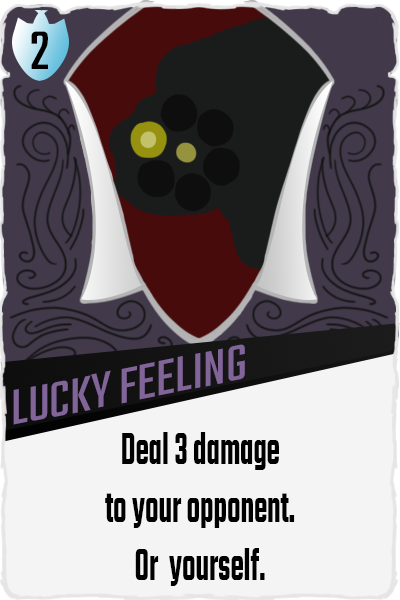 2
LUCKY FEELING
Deal 3 damage
to your opponent.
Or yourself.